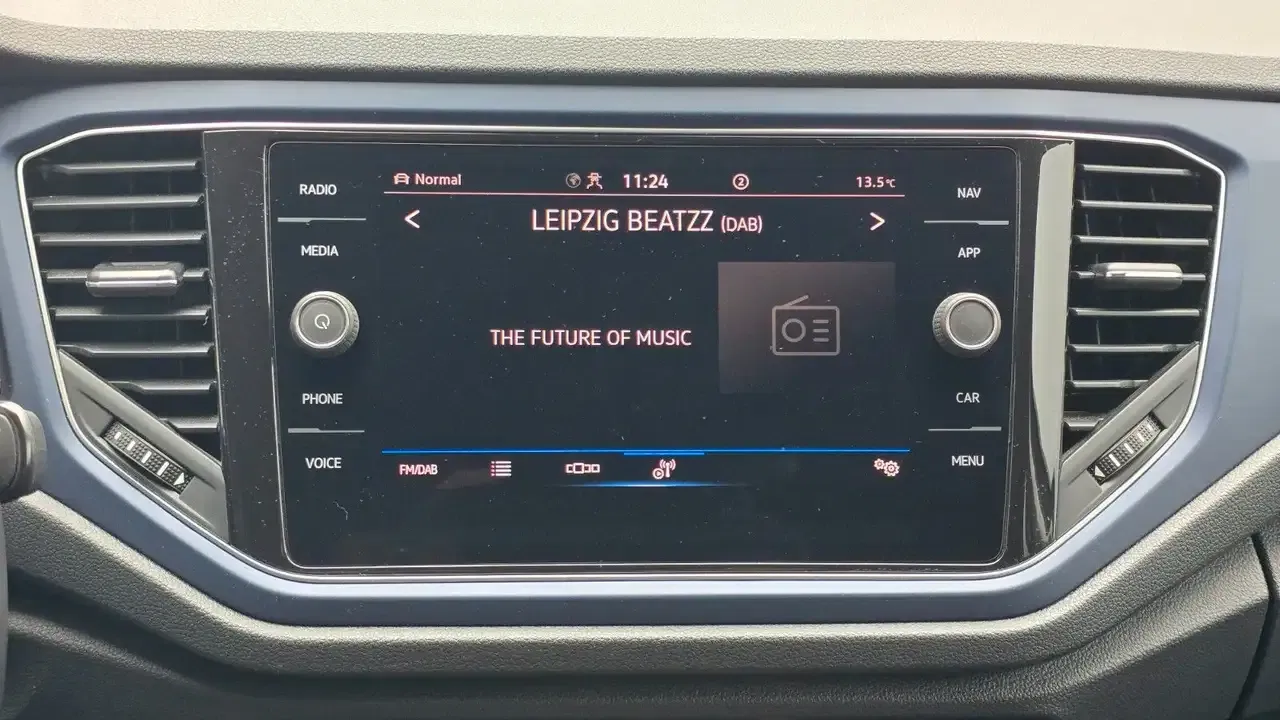 RADIO
MEDIA
PHONE
VOICE
Normal 11:24 2 13.5°C
< LEIPZIG BEATZZ (DAB) >
THE FUTURE OF MUSIC
FM/DAB
NAV
APP
CAR
MENU